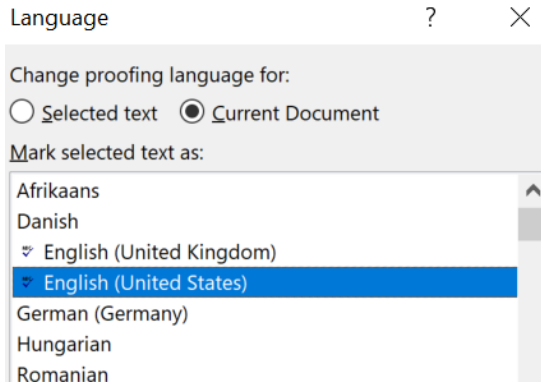 Language ?
Change proofing language for:
Selected text Current Document
Mark selected text as:
Afrikaans
Danish
English (United Kingdom)
English (United States)
German (Germany)
Hungarian
Romanian